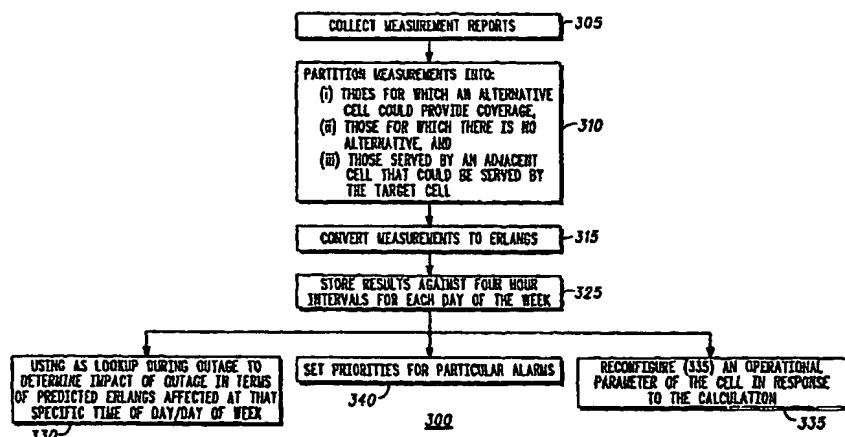 COLLECT MEASUREMENT REPORTS
305
PARTITION MEASUREMENTS INTO:
(i) THOES FOR WHICH AN ALTERNATIVE
CELL COULD PROVIDE COVERAGE,
(ii) THOSE FOR WHICH THERE IS NO
ALTERNATIVE, AND
(iii) THOSE SERVED BY AN ADJACENT
CELL THAT COULD BE SERVED BY
THE TARGET CELL
310
CONVERT MEASUREMENTS TO ERLANGS
315
STORE RESULTS AGAINST FOUR HOUR
INTERVALS FOR EACH DAY OF THE WEEK
325
USING AS LOOKUP DURING OUTAGE TO
DETERMINE IMPACT OF OUTAGE IN TERMS
OF PREDICTED ERLANGS AFFECTED AT THAT
SPECIFIC TIME OF DAY/DAY OF WEEK
330
SET PRIORITIES FOR PARTICULAR ALARMS
340
RECONFIGURE (335) AN OPERATIONAL
PARAMETER OF THE CELL IN RESPONSE
TO THE CALCULATION
335
300